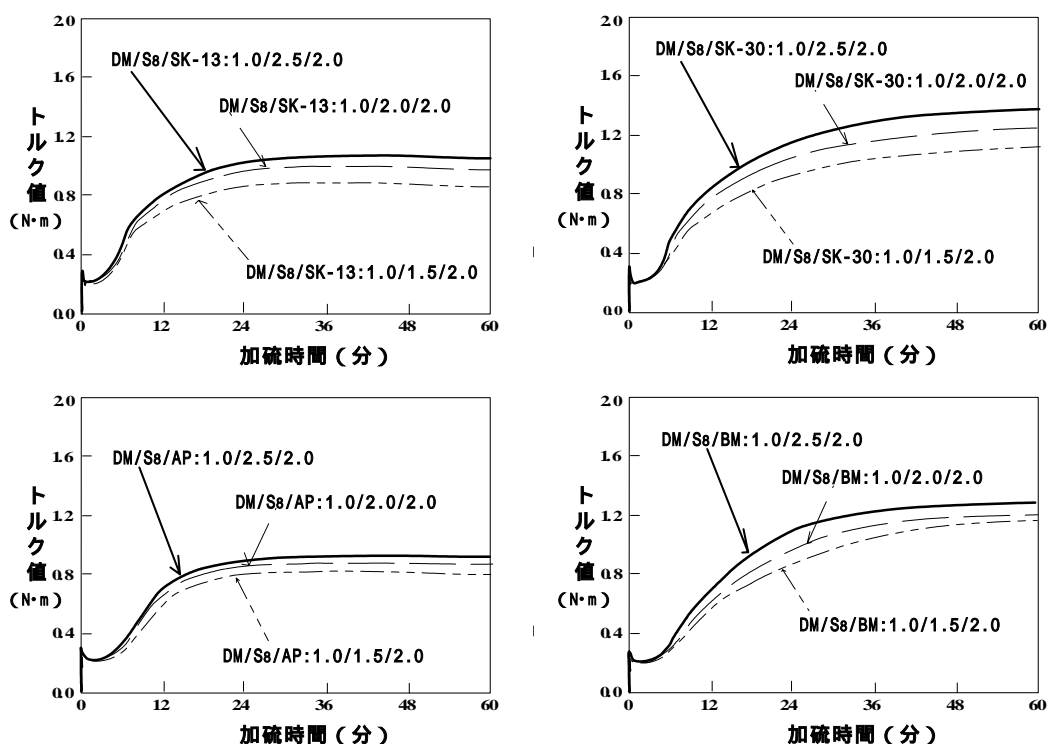 2.0
1.6
1.2
0.8
0.4
0.0
トルク値
(N・m)
DM/S8/SK-13:1.0/2.5/2.0
DM/S8/SK-13:1.0/2.0/2.0
DM/S8/SK-13:1.0/1.5/2.0
0 12 24 36 48 60
加硫時間(分)
2.0
1.6
1.2
0.8
0.4
0.0
トルク値
(N・m)
DM/S8/SK-30:1.0/2.5/2.0
DM/S8/SK-30:1.0/2.0/2.0
DM/S8/SK-30:1.0/1.5/2.0
0 12 24 36 48 60
加硫時間(分)
2.0
1.6
1.2
0.8
0.4
0.0
トルク値
(N・m)
DM/S8/AP:1.0/2.5/2.0
DM/S8/AP:1.0/2.0/2.0
DM/S8/AP:1.0/1.5/2.0
0 12 24 36 48 60
加硫時間(分)
2.0
1.6
1.2
0.8
0.4
0.0
トルク値
(N・m)
DM/S8/BM:1.0/2.5/2.0
DM/S8/BM:1.0/2.0/2.0
DM/S8/BM:1.0/1.5/2.0
0 12 24 36 48 60
加硫時間(分)